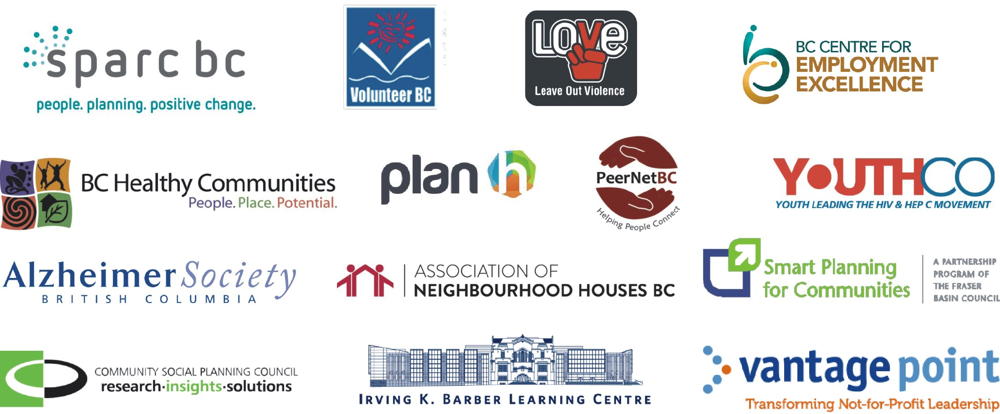 sparc bc
people. planning. positive change.
Volunteer BC
LOVE
Leave Out Violence
BC CENTRE FOR
EMPLOYMENT
EXCELLENCE
BC Healthy Communities
People. Place. Potential.
plan h
PeerNetBC
Helping People Connect
YOUTHCO
YOUTH LEADING THE HIV & HEP C MOVEMENT
Alzheimer Society
BRITISH COLUMBIA
ASSOCIATION OF
NEIGHBOURHOOD HOUSES BC
Smart Planning
for Communities
A PARTNERSHIP
PROGRAM OF
THE FRASER
BASIN COUNCIL
COMMUNITY SOCIAL PLANNING COUNCIL
research·insights·solutions
IRVING K. BARBER LEARNING CENTRE
vantage point
Transforming Not-for-Profit Leadership